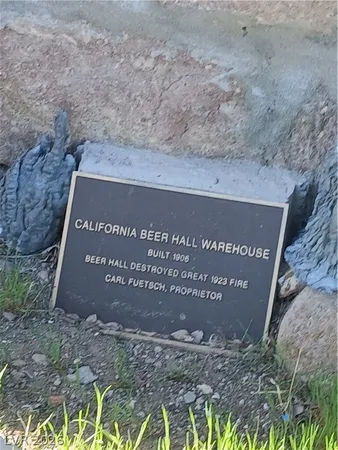 CALIFORNIA BEER HALL WAREHOUSE
BUILT 1906
BEER HALL DESTROYED GREAT 1923 FIRE
CARL FUETSCH, PROPRIETOR